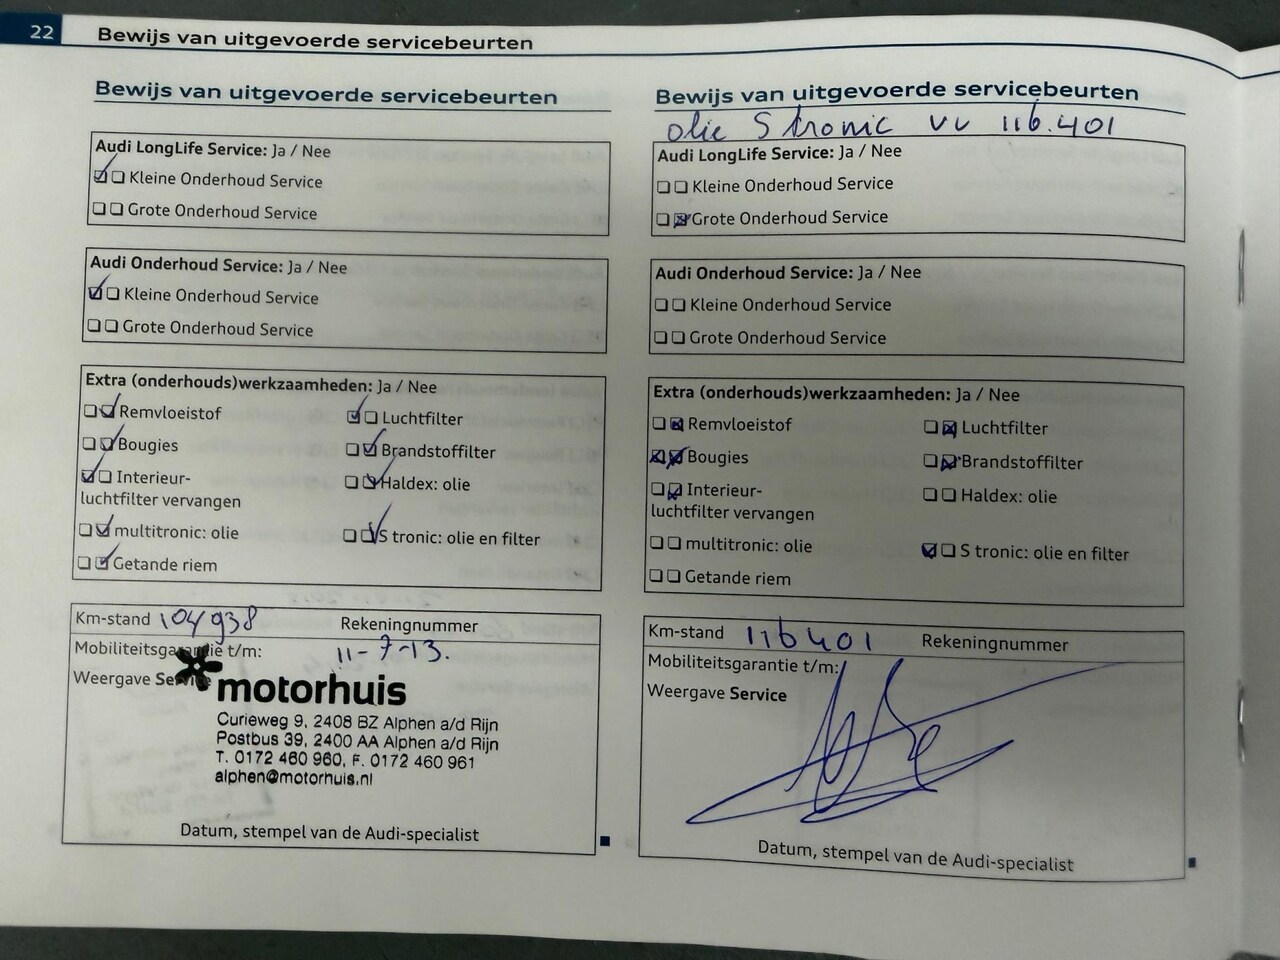 22
Bewijs van uitgevoerde servicebeurten
Bewijs van uitgevoerde servicebeurten
Audi LongLife Service: Ja / Nee
Kleine Onderhoud Service
Grote Onderhoud Service
Audi Onderhoud Service: Ja / Nee
Kleine Onderhoud Service
Grote Onderhoud Service
Extra (onderhouds)werkzaamheden: Ja / Nee
Remvloeistof
Luchtfilter
Bougies
Brandstoffilter
Interieur-
luchtfilter vervangen
Haldex: olie
multitronic: olie
S tronic: olie en filter
Getande riem
Km-stand 104938
Rekeningnummer
Mobiliteitsgarantie t/m: 11-7-13.
Weergave Service
motorhuis
Curieweg 9, 2408 BZ Alphen a/d Rijn
Postbus 39, 2400 AA Alphen a/d Rijn
T. 0172 460 960, F. 0172 460 961
alphen@motorhuis.nl
Datum, stempel van de Audi-specialist
Bewijs van uitgevoerde servicebeurten
olie S tronic vv 116.401
Audi LongLife Service: Ja / Nee
Kleine Onderhoud Service
Grote Onderhoud Service
Audi Onderhoud Service: Ja / Nee
Kleine Onderhoud Service
Grote Onderhoud Service
Extra (onderhouds)werkzaamheden: Ja / Nee
Remvloeistof
Luchtfilter
Bougies
Brandstoffilter
Interieur-
luchtfilter vervangen
Haldex: olie
multitronic: olie
S tronic: olie en filter
Getande riem
Km-stand 116401
Rekeningnummer
Mobiliteitsgarantie t/m:
Weergave Service
Datum, stempel van de Audi-specialist